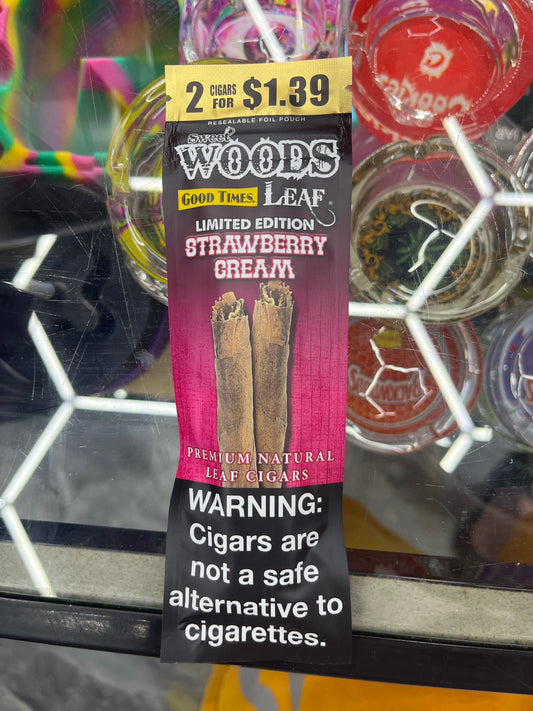 2 CIGARS FOR $1.39
RESEALABLE FOIL POUCH
Sweet
WOODS
GOOD TIMES. LEAF®
LIMITED EDITION
STRAWBERRY
CREAM
PREMIUM NATURAL
LEAF CIGARS
WARNING:
Cigars are
not a safe
alternative to
cigarettes.
Cookies